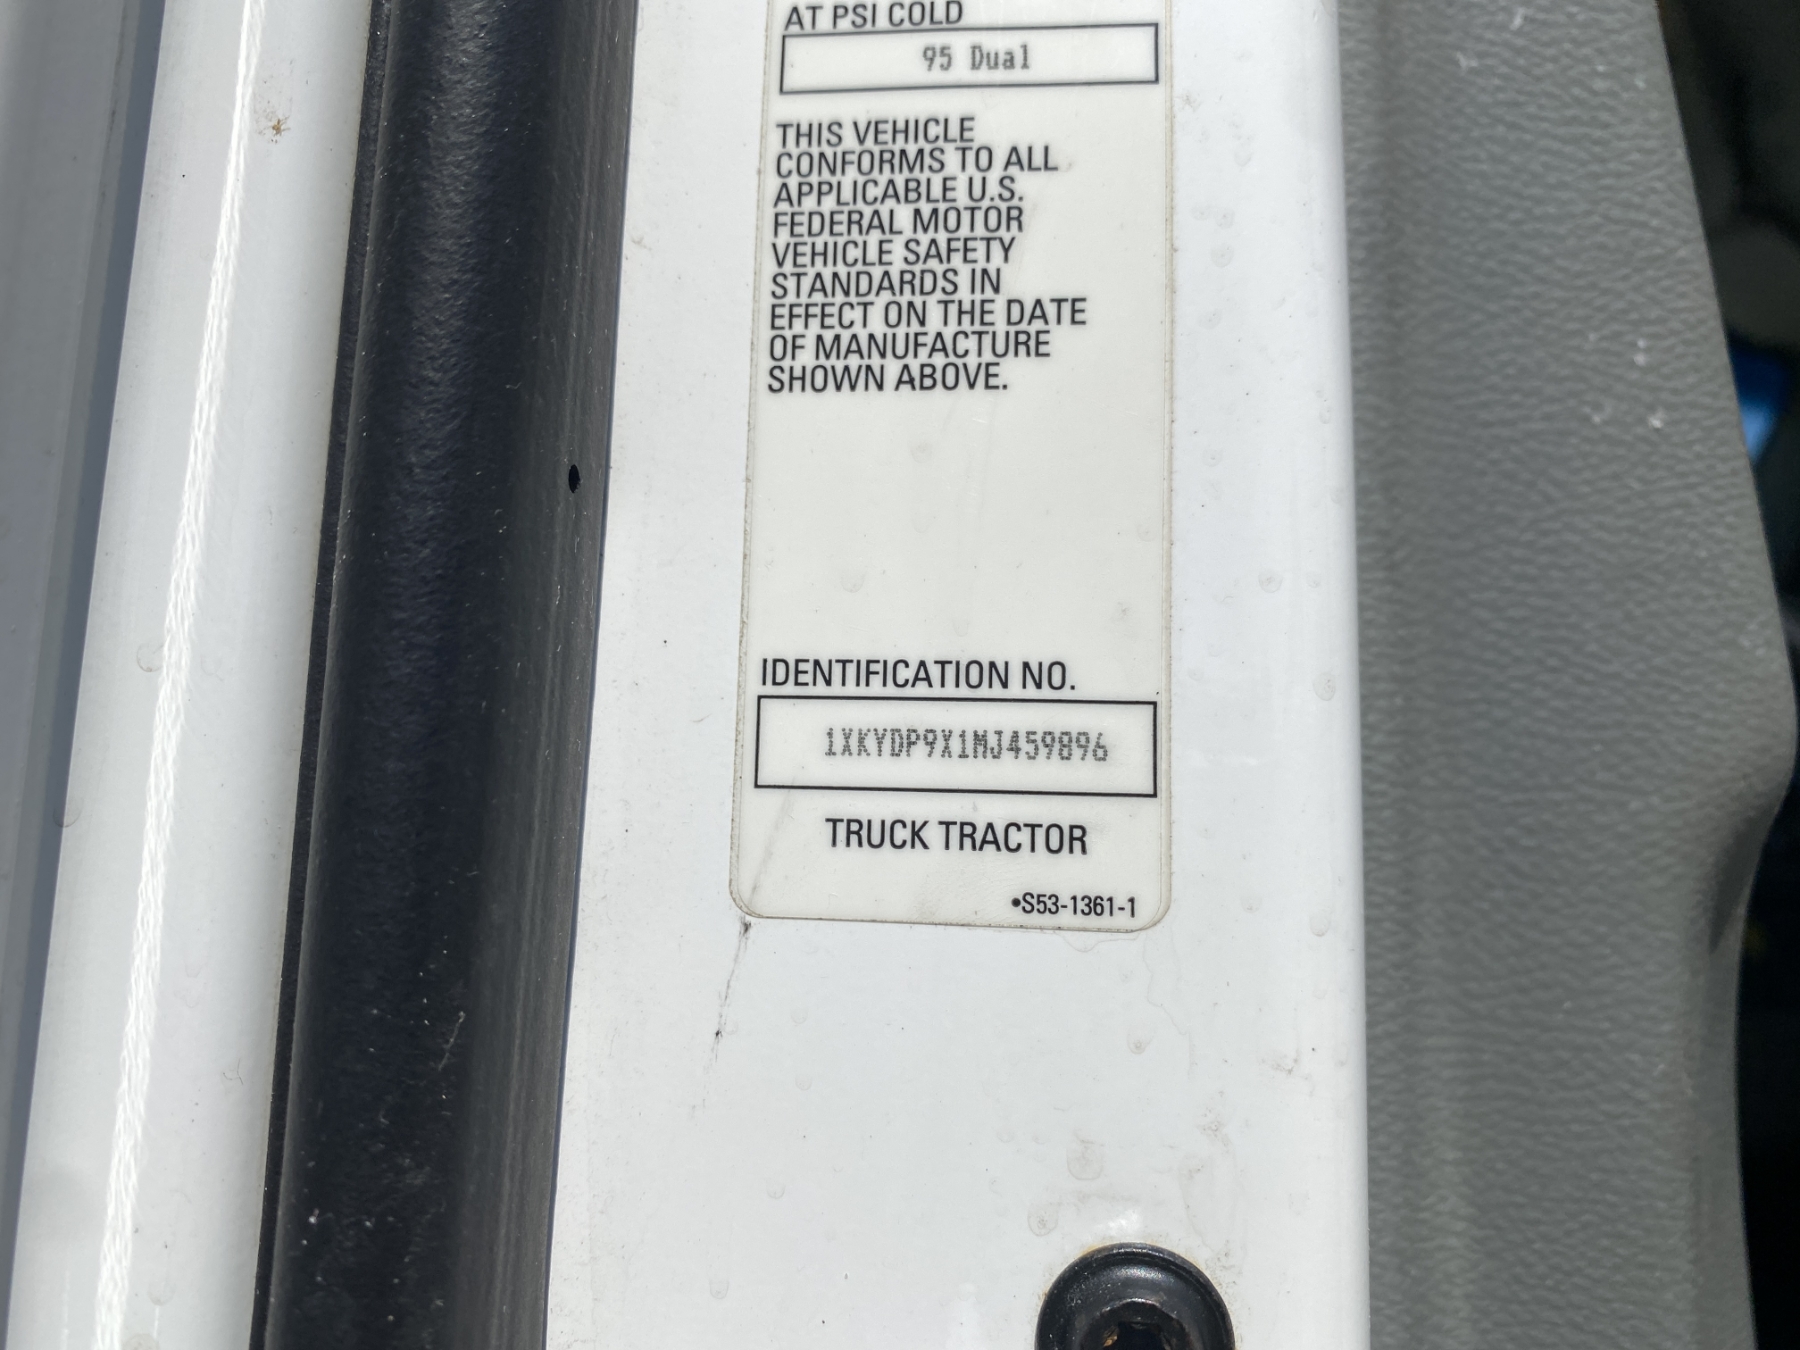 AT PSI COLD
95 Dual
THIS VEHICLE
CONFORMS TO ALL
APPLICABLE U.S.
FEDERAL MOTOR
VEHICLE SAFETY
STANDARDS IN
EFFECT ON THE DATE
OF MANUFACTURE
SHOWN ABOVE.
IDENTIFICATION NO.
1XKYDP9X1MJ459896
TRUCK TRACTOR
•S53-1361-1